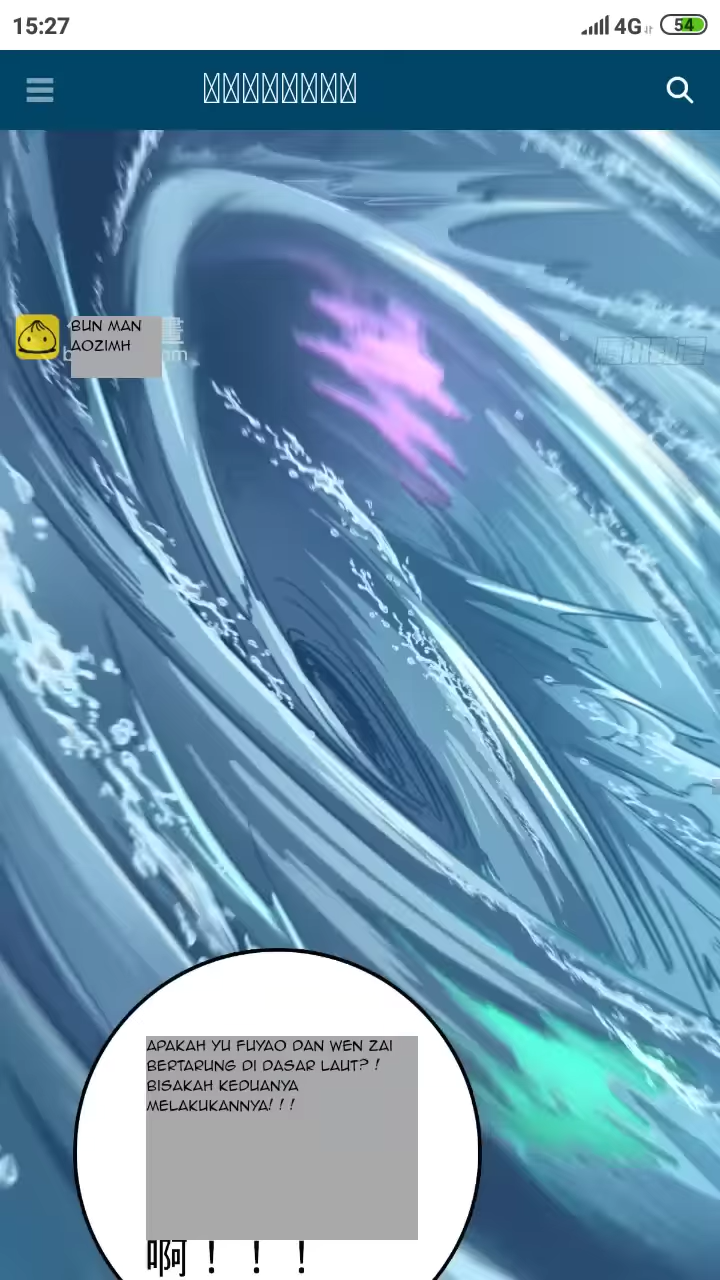 15:27
4G
54
BUN MAN
AOZIMH
APAKAH YU FUYAO DAN WEN ZAI
BERTARUNG DI DASAR LAUT? !
BISAKAH KEDUANYA
MELAKUKANNYA! ! !
啊！！！